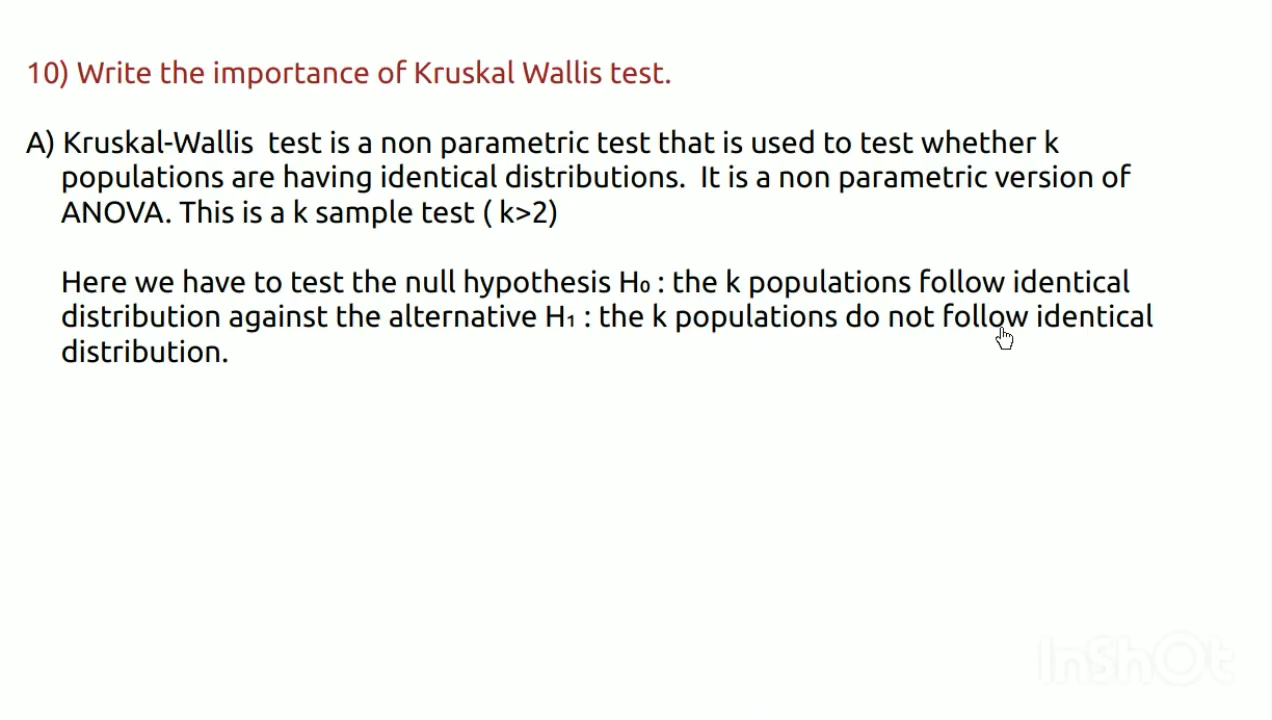 10) Write the importance of Kruskal Wallis test.
A) Kruskal-Wallis  test is a non parametric test that is used to test whether k
populations are having identical distributions.  It is a non parametric version of
ANOVA. This is a k sample test ( k>2)
Here we have to test the null hypothesis H₀ : the k populations follow identical
distribution against the alternative H₁ : the k populations do not follow identical
distribution.
InShOt